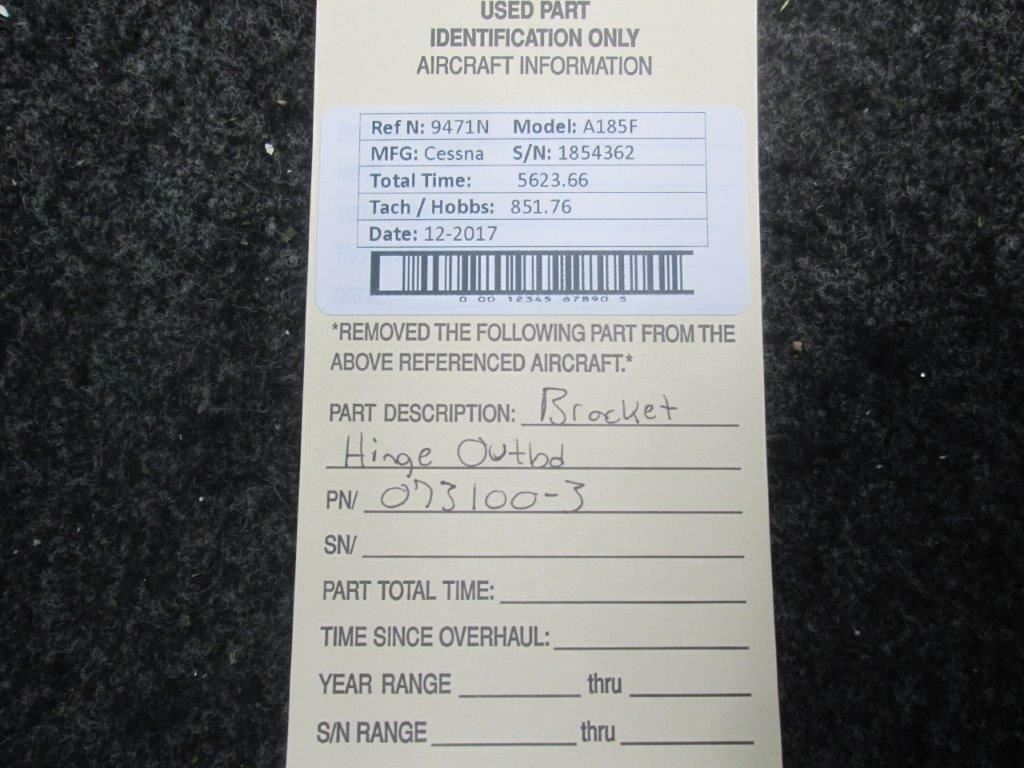 USED PART
IDENTIFICATION ONLY
AIRCRAFT INFORMATION
Ref N: 9471N Model: A185F
MFG: Cessna S/N: 1854362
Total Time: 5623.66
Tach / Hobbs: 851.76
Date: 12-2017
0 00 12345 67890 5
*REMOVED THE FOLLOWING PART FROM THE
ABOVE REFERENCED AIRCRAFT.*
PART DESCRIPTION: Bracket
Hinge Outbd
PN/ 073100-3
SN/
PART TOTAL TIME:
TIME SINCE OVERHAUL:
YEAR RANGE thru
S/N RANGE thru